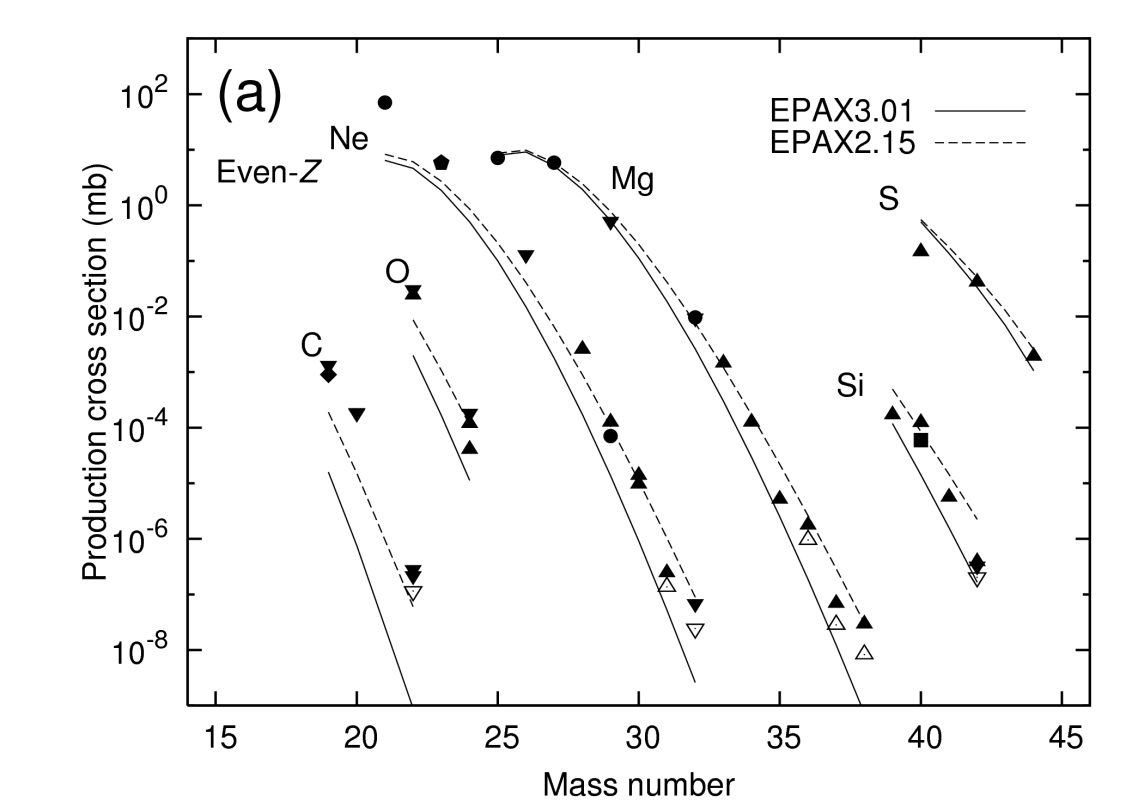 (a)
EPAX3.01
EPAX2.15
Ne
Even-Z
Mg
S
O
C
Si
Production cross section (mb)
10^2
10^0
10^-2
10^-4
10^-6
10^-8
15 20 25 30 35 40 45
Mass number